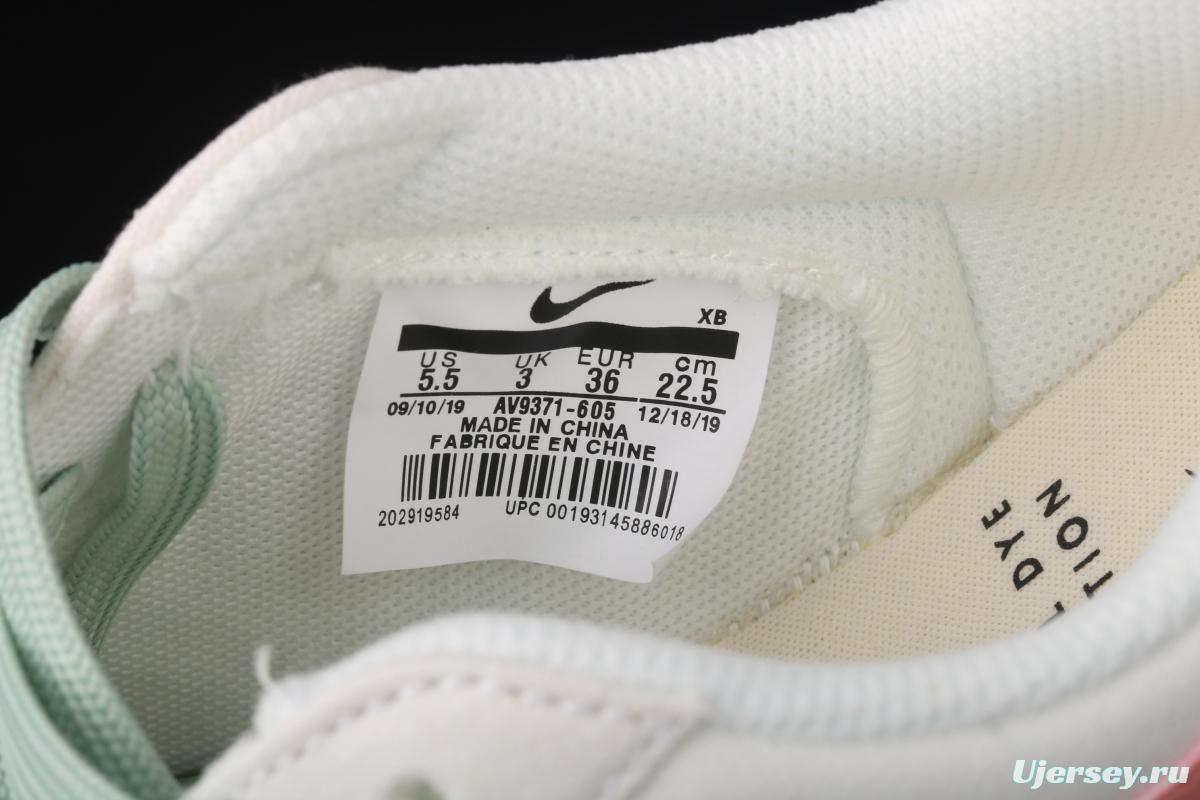 XB
US UK EUR cm
5.5 3 36 22.5
09/10/19 AV9371-605 12/18/19
MADE IN CHINA
FABRIQUE EN CHINE
202919584 UPC 00193145886018
DYE
TION
Ujersey.ru